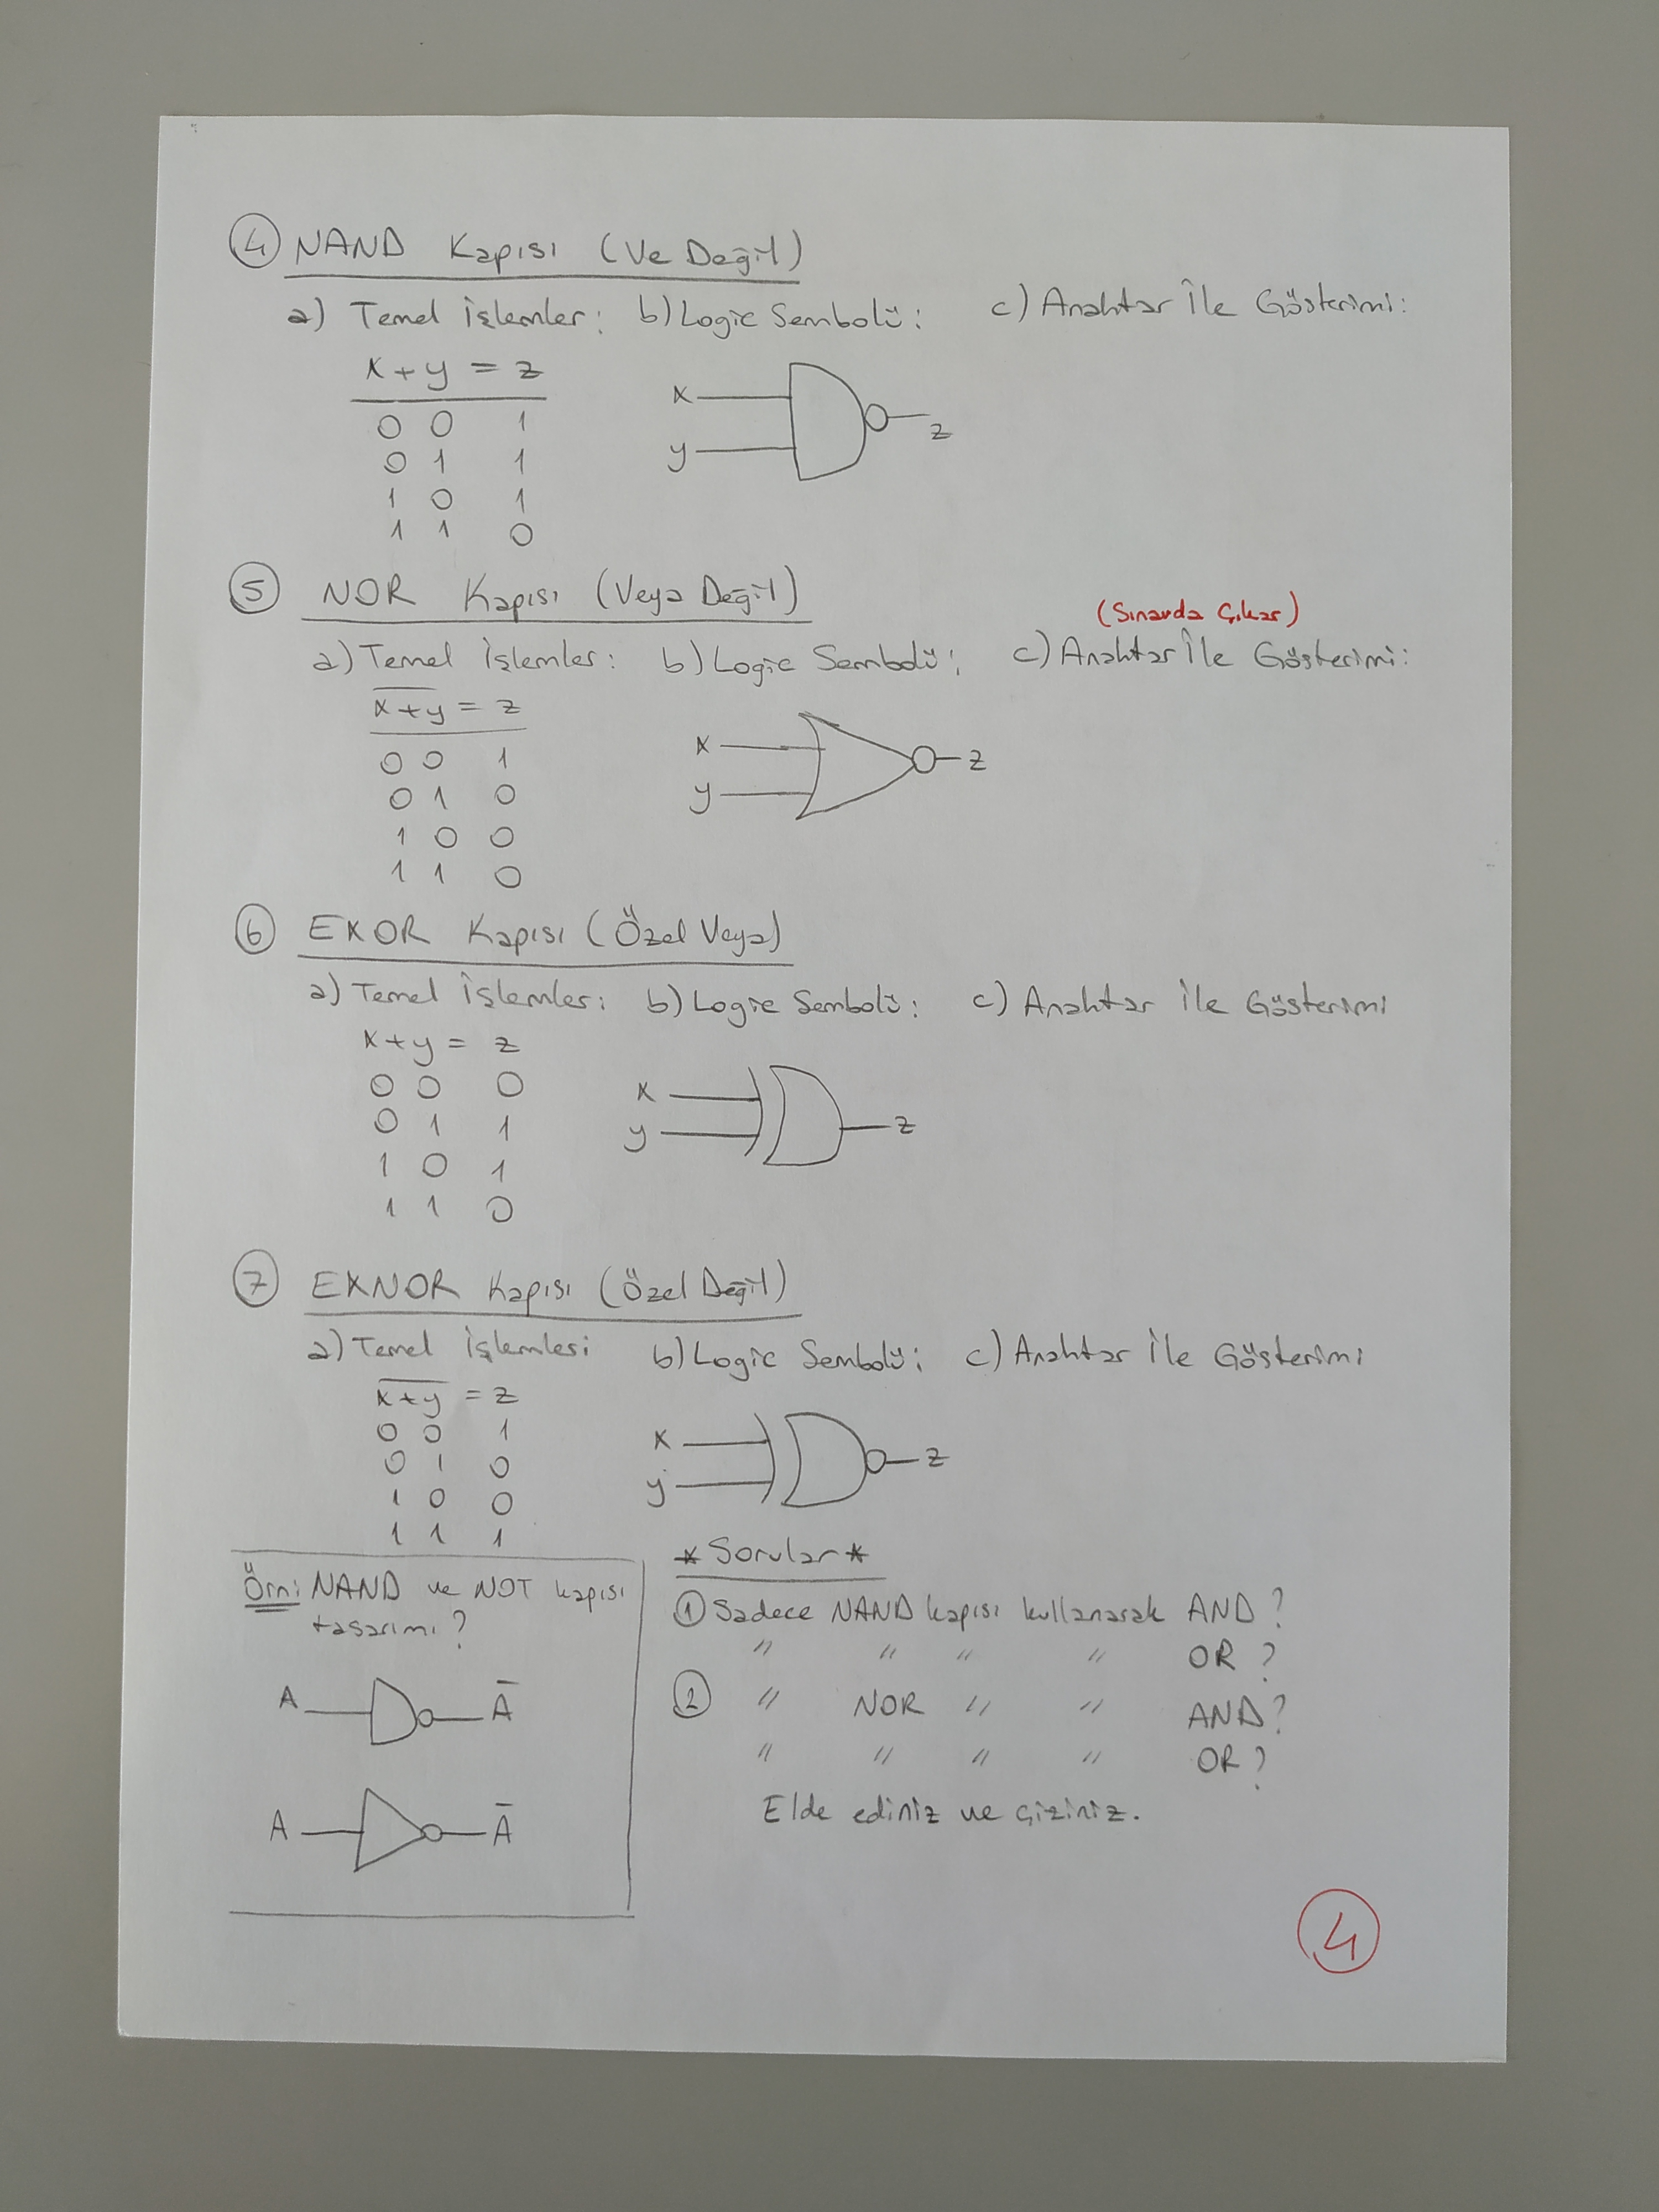 ④ NAND Kapısı (Ve Değil)
a) Temel İşlemler: b) Logic Sembolü: c) Anahtar İle Gösterimi:
x + y = z
0 0 1
0 1 1
1 0 1
1 1 0
x
y
z
⑤ NOR Kapısı (Veya Değil)
(Sınavda Çıkar)
a) Temel İşlemler: b) Logic Sembolü: c) Anahtar İle Gösterimi:
x + y = z
0 0 1
0 1 0
1 0 0
1 1 0
x
y
z
⑥ EXOR Kapısı (Özel Veya)
a) Temel İşlemler: b) Logic Sembolü: c) Anahtar İle Gösterimi
x + y = z
0 0 0
0 1 1
1 0 1
1 1 0
x
y
z
⑦ EXNOR Kapısı (Özel Değil)
a) Temel İşlemleri b) Logic Sembolü: c) Anahtar İle Gösterimi
x + y = z
0 0 1
0 1 0
1 0 0
1 1 1
x
y
z
Örn: NAND ve NOT kapısı
tasarımı?
A Ā
A Ā
*Sorular*
① Sadece NAND kapısı kullanarak AND?
" " " " OR?
② " NOR " " AND?
" " " " OR?
Elde ediniz ve çiziniz.
4